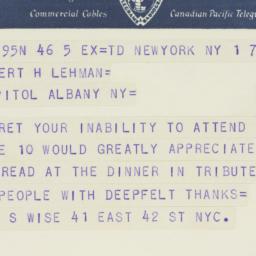 Commercial Cables
Canadian Pacific Telegr
95N 46 5 EX=TD NEWYORK NY 1 7
ERT H LEHMAN=
PITOL ALBANY NY=
RET YOUR INABILITY TO ATTEND
E 10 WOULD GREATLY APPRECIATE
READ AT THE DINNER IN TRIBUTE
PEOPLE WITH DEEPFELT THANKS=
S WISE 41 EAST 42 ST NYC.